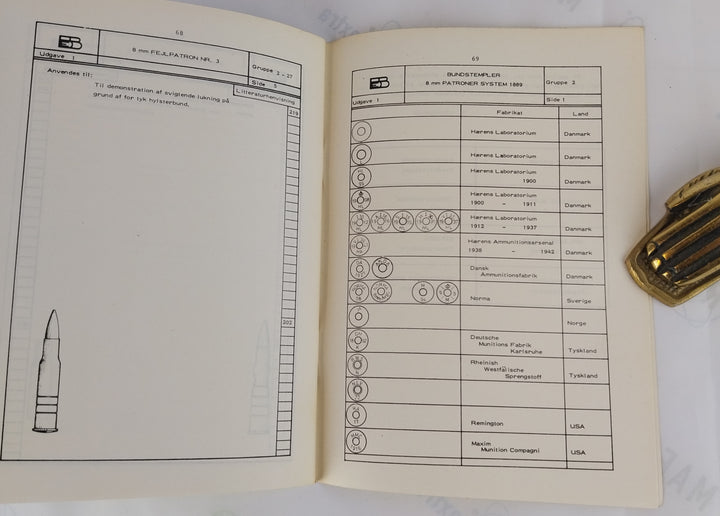 68
8 mm FEJLPATRON NR. 3
Gruppe 2 - 27
Udgave 1
Side 5
Anvendes til:
Litteraturhenvisning
Til demonstration af svigtende lukning på
grund af for tyk hylsterbund.
219
202
69
BUNDSTEMPLER
8 mm PATRONER SYSTEM 1889
Gruppe 2
Udgave 1
Side 1
Fabrikat
Land
Hærens Laboratorium
Danmark
Hærens Laboratorium
Danmark
Hærens Laboratorium
1900
Danmark
Hærens Laboratorium
1900 - 1911
Danmark
Hærens Laboratorium
1912 - 1937
Danmark
Hærens Ammunitionsarsenal
1938 - 1942
Danmark
Dansk
Ammunitionsfabrik
Danmark
Norma
Sverige
Norge
Deutsche
Munitions Fabrik
Karlsruhe
Tyskland
Rheinish
Westfälische
Sprengstoff
Tyskland
Remington
USA
Maxim
Munition Compagni
USA